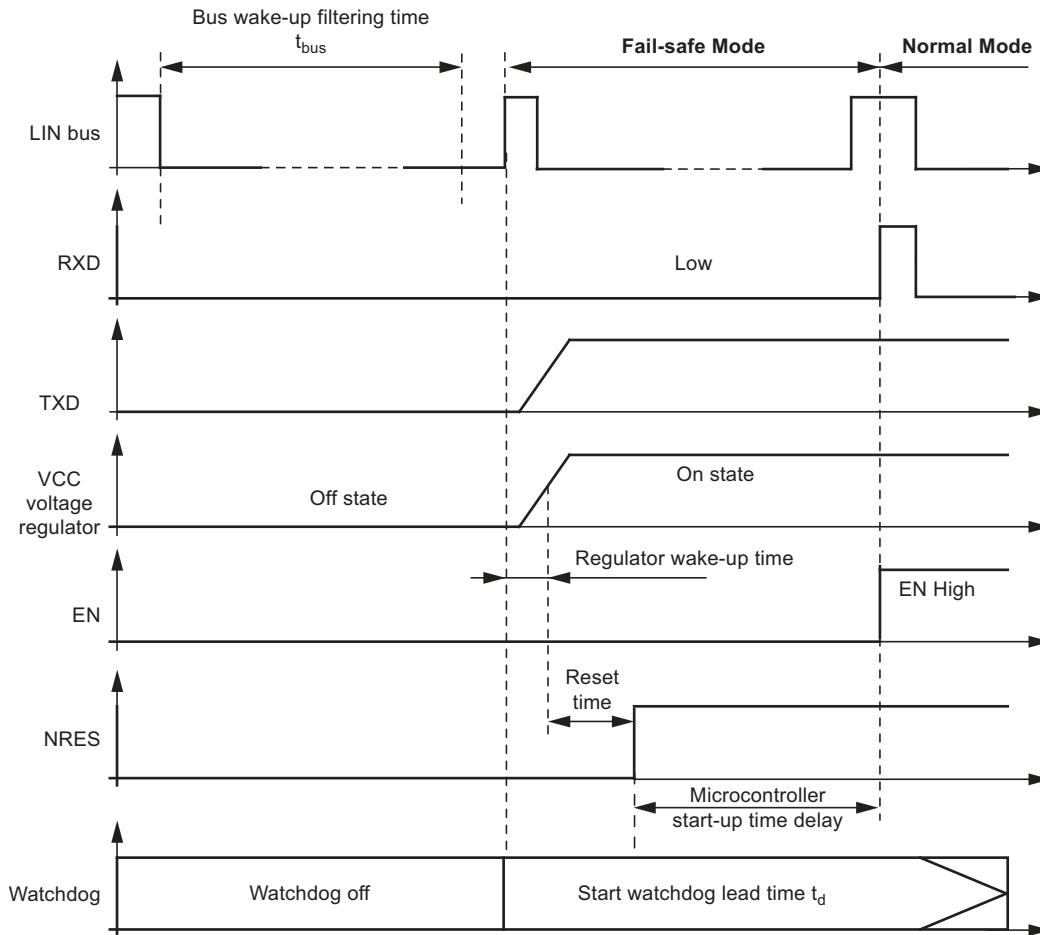 Bus wake-up filtering time
t_bus
Fail-safe Mode
Normal Mode
LIN bus
RXD
Low
TXD
VCC
voltage
regulator
Off state
On state
Regulator wake-up time
EN
EN High
Reset
time
NRES
Microcontroller
start-up time delay
Watchdog
Watchdog off
Start watchdog lead time t_d